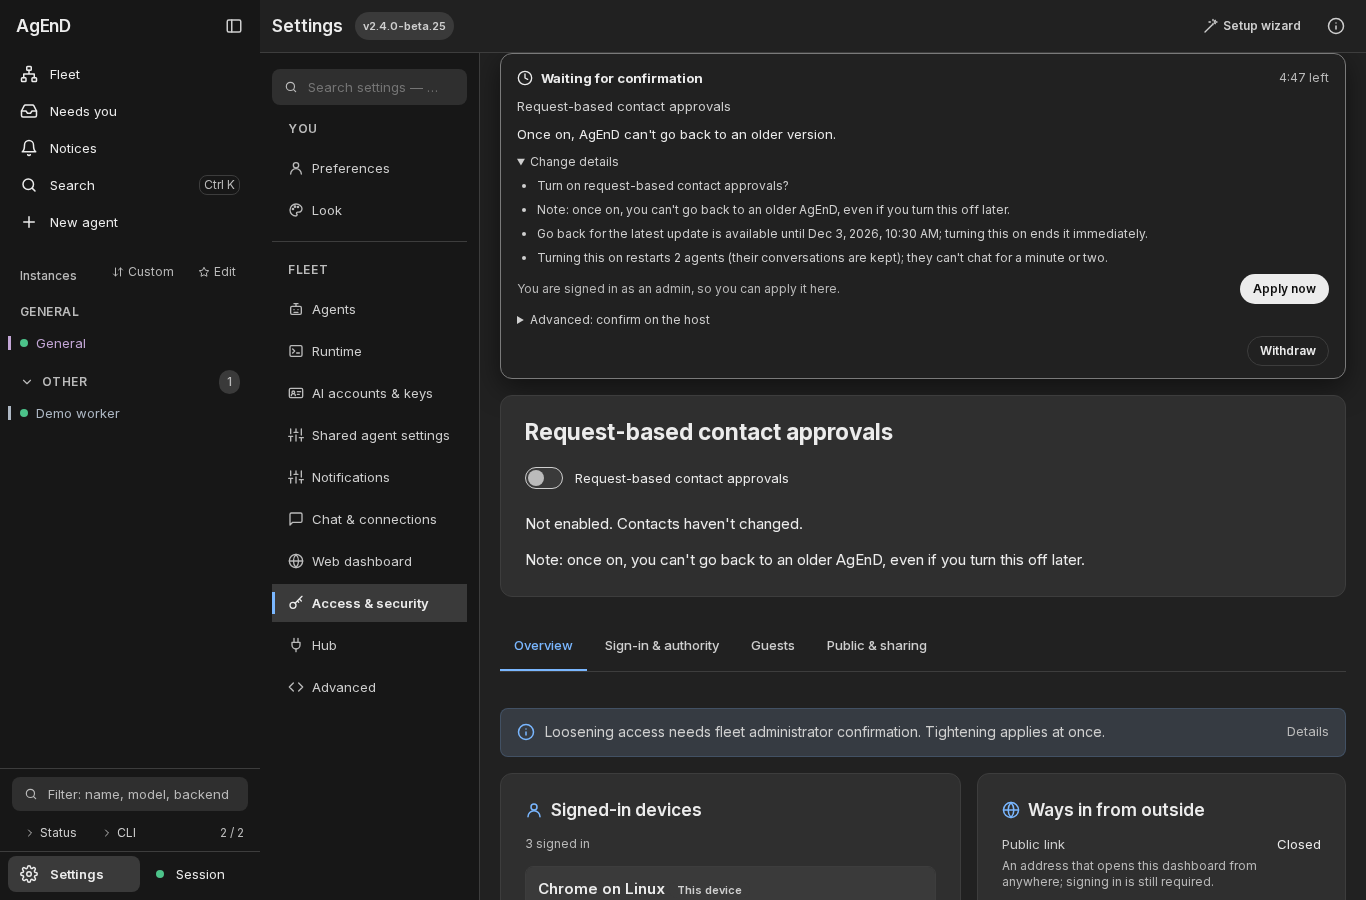 AgEnD
Fleet
Needs you
Notices
Search
Ctrl K
New agent
Instances
Custom
Edit
GENERAL
General
OTHER
1
Demo worker
Filter: name, model, backend
Status
CLI
2 / 2
Settings
Session
Settings
v2.4.0-beta.25
Setup wizard
Search settings — ...
YOU
Preferences
Look
FLEET
Agents
Runtime
AI accounts & keys
Shared agent settings
Notifications
Chat & connections
Web dashboard
Access & security
Hub
Advanced
Waiting for confirmation
4:47 left
Request-based contact approvals
Once on, AgEnD can't go back to an older version.
Change details
Turn on request-based contact approvals?
Note: once on, you can't go back to an older AgEnD, even if you turn this off later.
Go back for the latest update is available until Dec 3, 2026, 10:30 AM; turning this on ends it immediately.
Turning this on restarts 2 agents (their conversations are kept); they can't chat for a minute or two.
You are signed in as an admin, so you can apply it here.
Apply now
Advanced: confirm on the host
Withdraw
Request-based contact approvals
Request-based contact approvals
Not enabled. Contacts haven't changed.
Note: once on, you can't go back to an older AgEnD, even if you turn this off later.
Overview
Sign-in & authority
Guests
Public & sharing
Loosening access needs fleet administrator confirmation. Tightening applies at once.
Details
Signed-in devices
3 signed in
Chrome on Linux
This device
Ways in from outside
Public link
Closed
An address that opens this dashboard from
anywhere; signing in is still required.